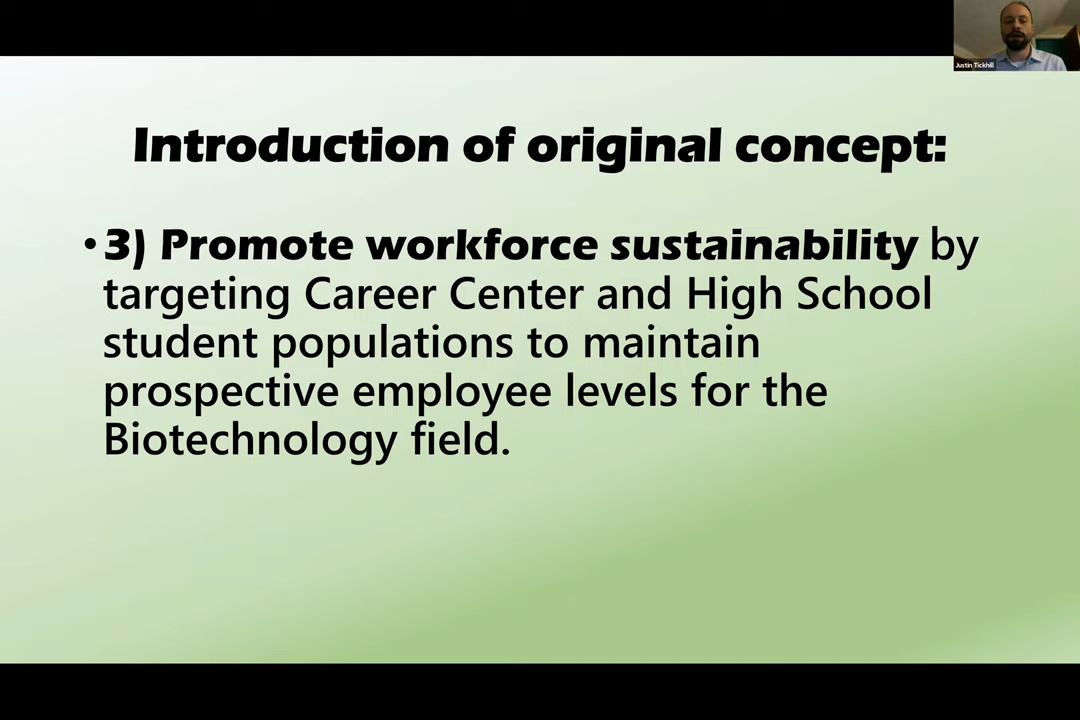 Justin Tickhill
Introduction of original concept:
• 3) Promote workforce sustainability by
targeting Career Center and High School
student populations to maintain
prospective employee levels for the
Biotechnology field.